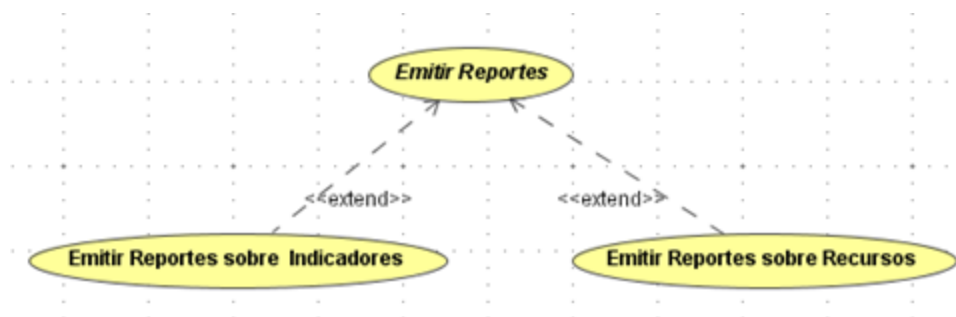 Emitir Reportes
<<extend>>
<<extend>>
Emitir Reportes sobre Indicadores
Emitir Reportes sobre Recursos